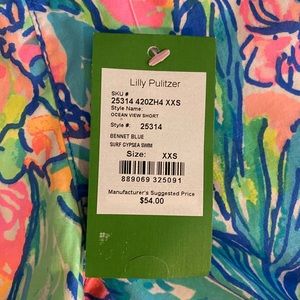 Lilly Pulitzer
SKU #
25314 420ZH4 XXS
Style Name:
OCEAN VIEW SHORT
Style #: 25314
BENNET BLUE
SURF GYPSEA SWIM
Size: XXS
889069 325091
Manufacturer's Suggested Price
$54.00